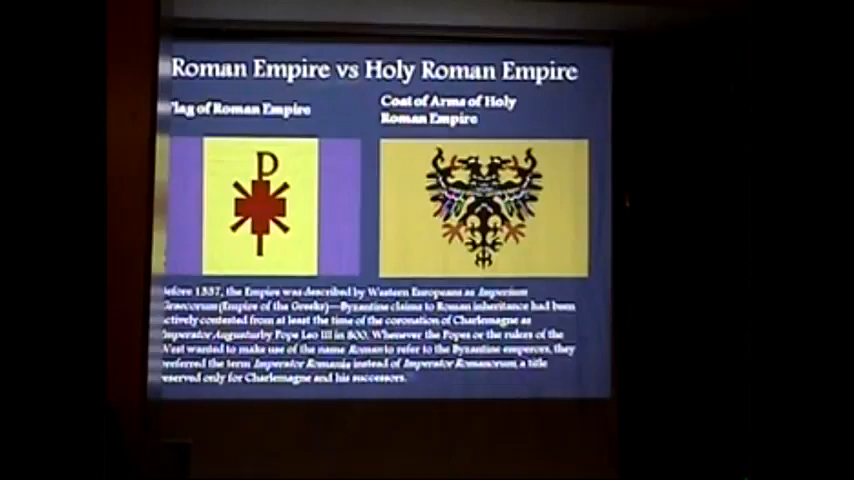 Roman Empire vs Holy Roman Empire
Flag of Roman Empire
Coat of Arms of Holy
Roman Empire
P
Before 1557, the Empire was described by Western Europeans as Imperium
Graecorum (Empire of the Greeks)—Byzantine claims to Roman inheritance had been
actively contested from at least the time of the coronation of Charlemagne as
Imperator Augustus by Pope Leo III in 800. Whenever the Popes or the rulers of the
West wanted to make use of the name Roman to refer to the Byzantine emperors, they
preferred the term Imperator Romaniæ instead of Imperator Romanorum, a title
reserved only for Charlemagne and his successors.